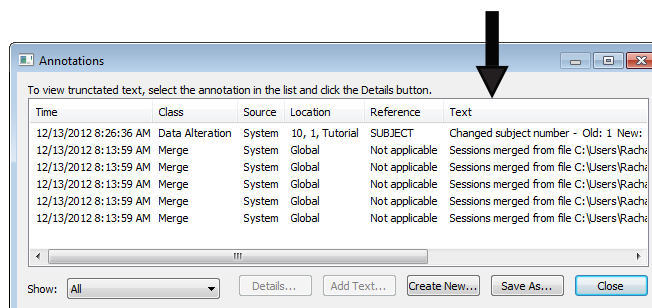 Annotations
To view trunctated text, select the annotation in the list and click the Details button.
Time Class Source Location Reference Text
12/13/2012 8:26:36 AM Data Alteration System 10, 1, Tutorial SUBJECT Changed subject number - Old: 1 New:
12/13/2012 8:13:59 AM Merge System Global Not applicable Sessions merged from file C:\Users\Racha
12/13/2012 8:13:59 AM Merge System Global Not applicable Sessions merged from file C:\Users\Racha
12/13/2012 8:13:59 AM Merge System Global Not applicable Sessions merged from file C:\Users\Racha
12/13/2012 8:13:59 AM Merge System Global Not applicable Sessions merged from file C:\Users\Racha
12/13/2012 8:13:59 AM Merge System Global Not applicable Sessions merged from file C:\Users\Racha
Show: All Details... Add Text... Create New... Save As... Close